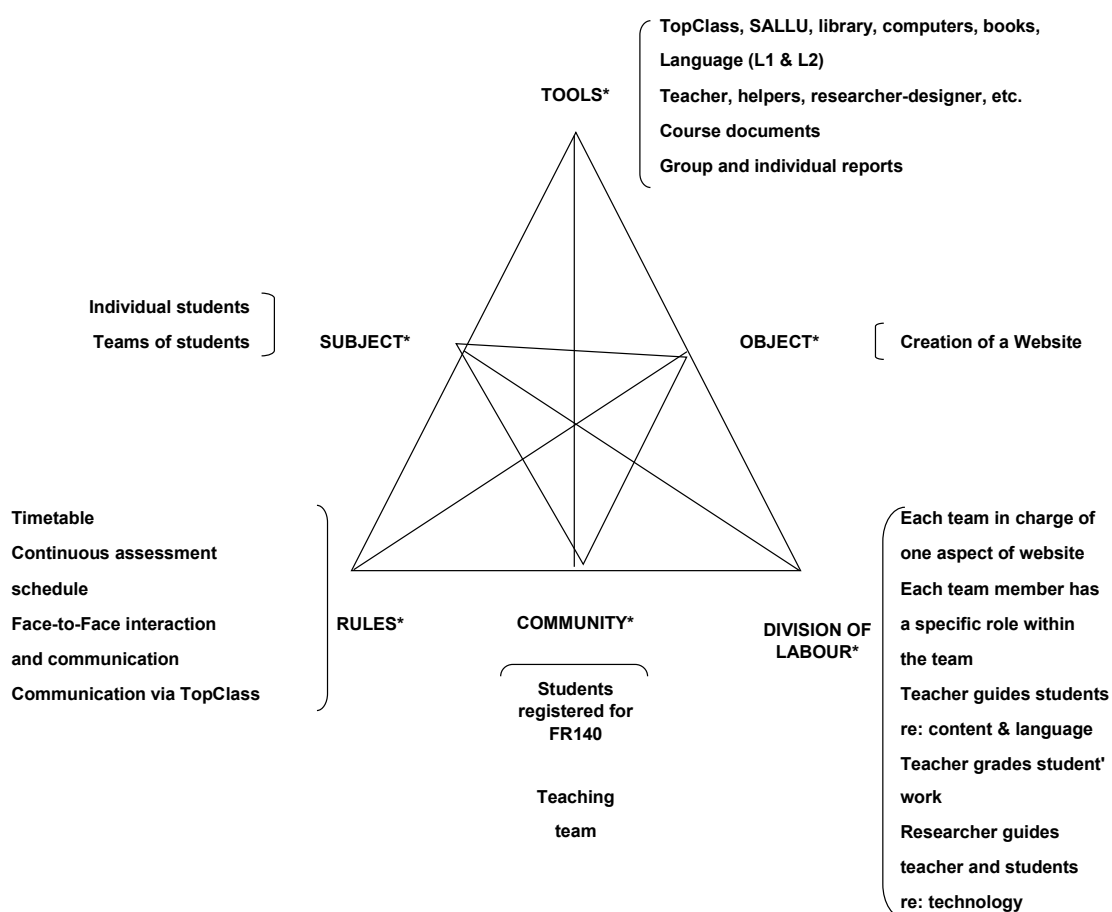 TopClass, SALLU, library, computers, books,
Language (L1 & L2)
TOOLS*
Teacher, helpers, researcher-designer, etc.
Course documents
Group and individual reports
Individual students
Teams of students
SUBJECT*
OBJECT*
Creation of a Website
Timetable
Continuous assessment
schedule
Face-to-Face interaction
and communication
Communication via TopClass
RULES*
COMMUNITY*
Students
registered for
FR140
Teaching
team
DIVISION OF
LABOUR*
Each team in charge of
one aspect of website
Each team member has
a specific role within
the team
Teacher guides students
re: content & language
Teacher grades student'
work
Researcher guides
teacher and students
re: technology